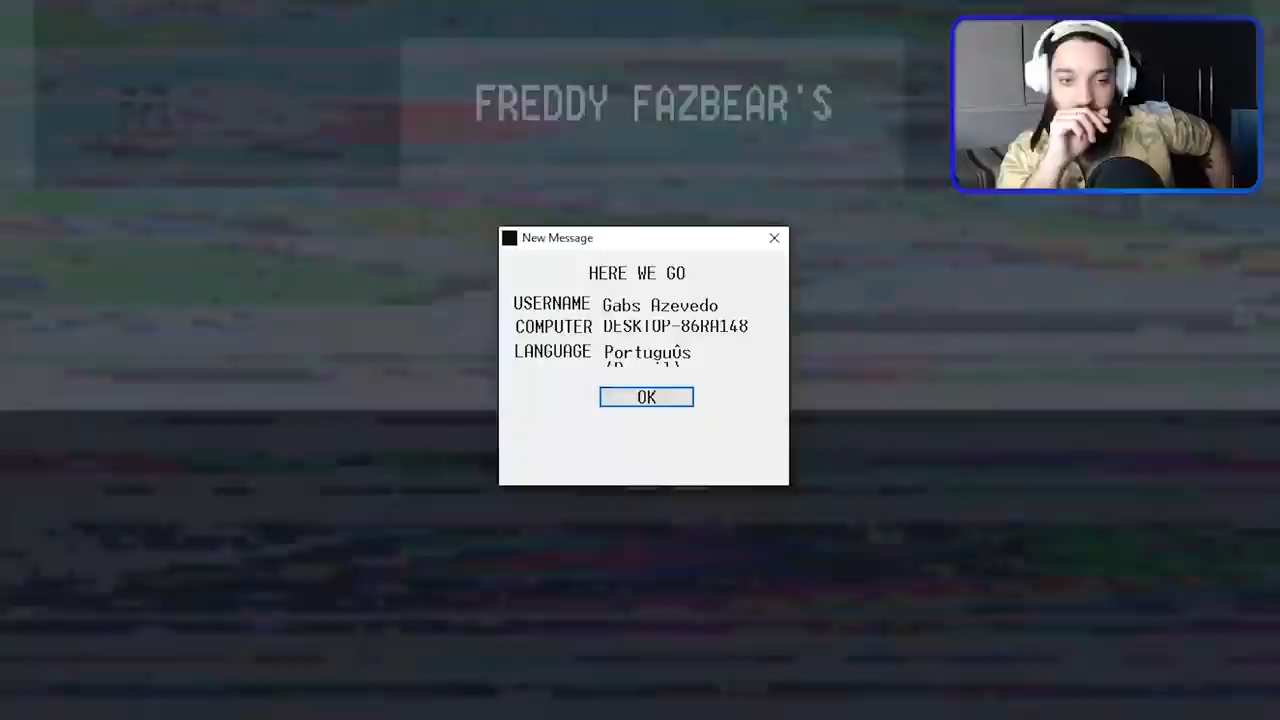 FREDDY FAZBEAR'S
New Message
HERE WE GO
USERNAME Gabs Azevedo
COMPUTER DESKTOP-86RA148
LANGUAGE PortuguÛs
OK